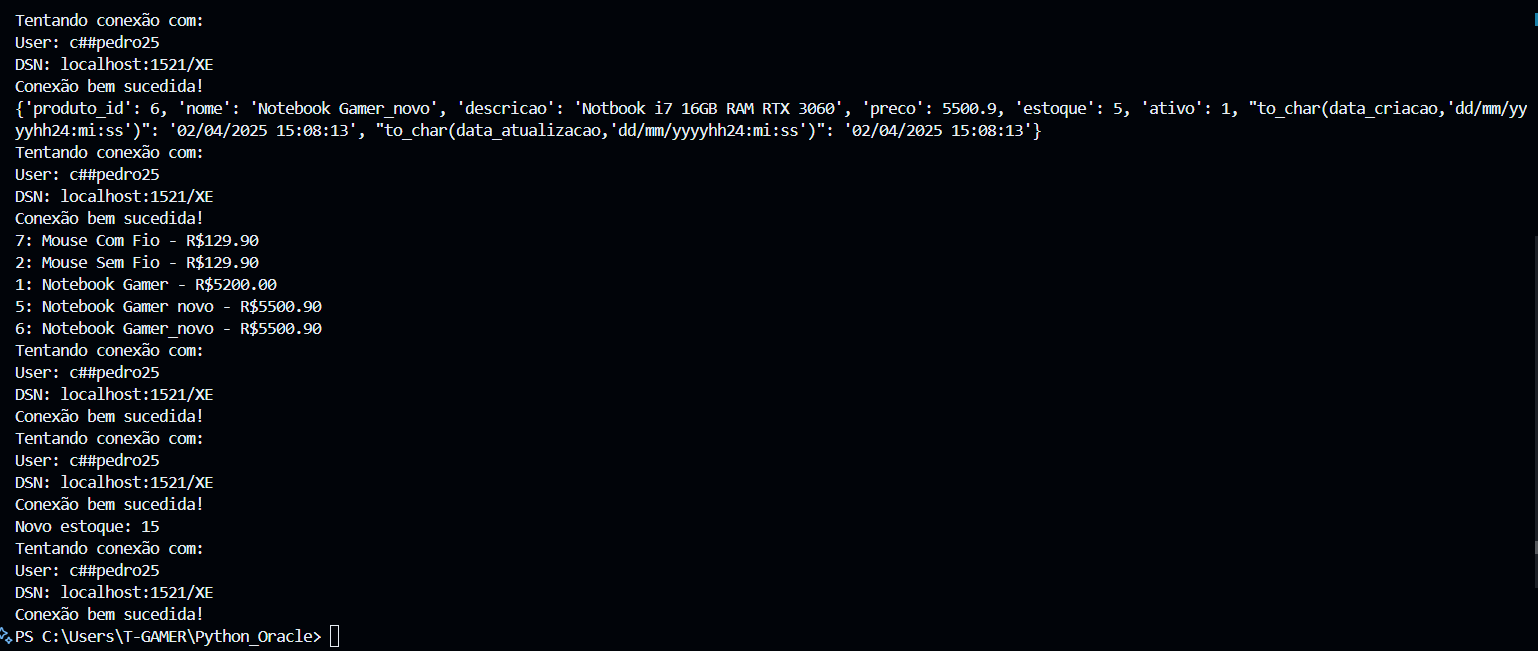 Tentando conexão com:
User: c##pedro25
DSN: localhost:1521/XE
Conexão bem sucedida!
{'produto_id': 6, 'nome': 'Notebook Gamer_novo', 'descricao': 'Notbook i7 16GB RAM RTX 3060', 'preco': 5500.9, 'estoque': 5, 'ativo': 1, "to_char(data_criacao,'dd/mm/yy
yyhh24:mi:ss')": '02/04/2025 15:08:13', "to_char(data_atualizacao,'dd/mm/yyyyhh24:mi:ss')": '02/04/2025 15:08:13'}
Tentando conexão com:
User: c##pedro25
DSN: localhost:1521/XE
Conexão bem sucedida!
7: Mouse Com Fio - R$129.90
2: Mouse Sem Fio - R$129.90
1: Notebook Gamer - R$5200.00
5: Notebook Gamer novo - R$5500.90
6: Notebook Gamer_novo - R$5500.90
Tentando conexão com:
User: c##pedro25
DSN: localhost:1521/XE
Conexão bem sucedida!
Tentando conexão com:
User: c##pedro25
DSN: localhost:1521/XE
Conexão bem sucedida!
Novo estoque: 15
Tentando conexão com:
User: c##pedro25
DSN: localhost:1521/XE
Conexão bem sucedida!
PS C:\Users\T-GAMER\Python_Oracle>